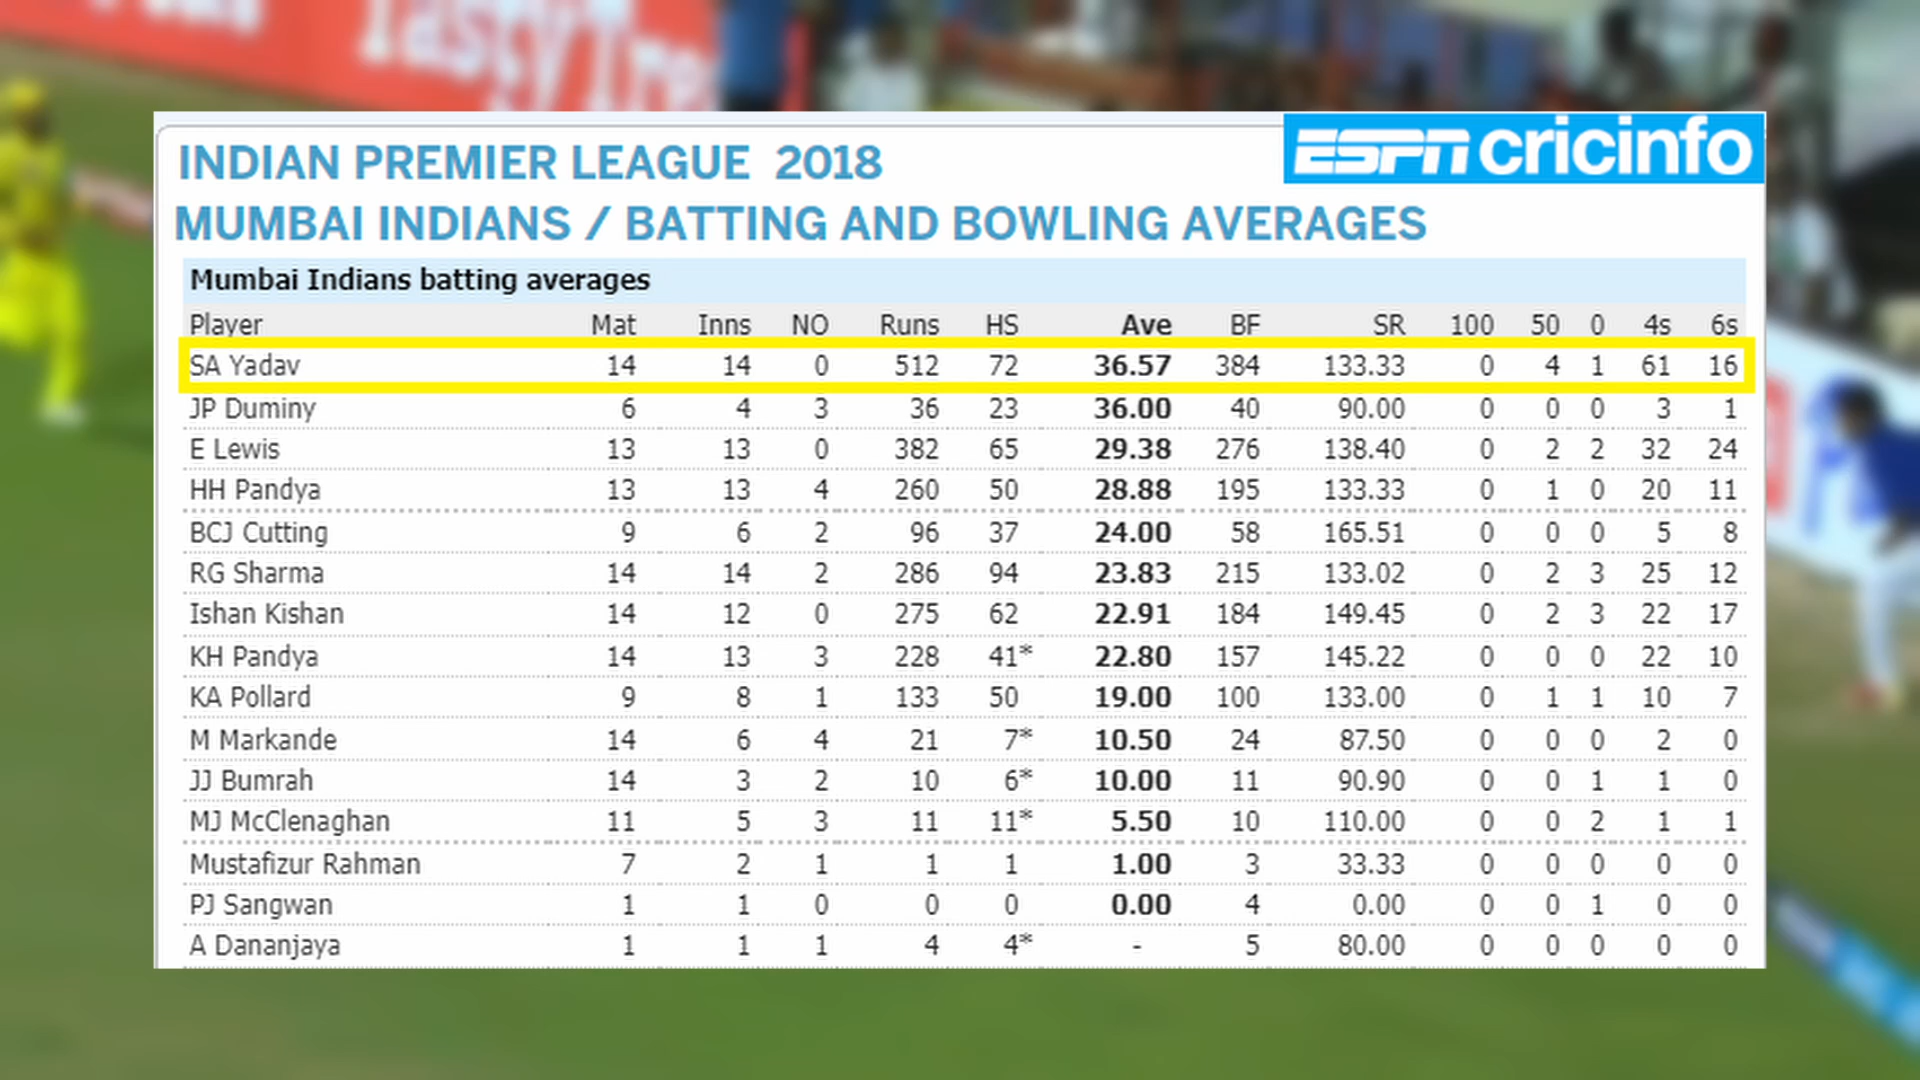 Tasty Tre
INDIAN PREMIER LEAGUE 2018
ESPN cricinfo
MUMBAI INDIANS / BATTING AND BOWLING AVERAGES
Mumbai Indians batting averages
Player Mat Inns NO Runs HS Ave BF SR 100 50 0 4s 6s
SA Yadav 14 14 0 512 72 36.57 384 133.33 0 4 1 61 16
JP Duminy 6 4 3 36 23 36.00 40 90.00 0 0 0 3 1
E Lewis 13 13 0 382 65 29.38 276 138.40 0 2 2 32 24
HH Pandya 13 13 4 260 50 28.88 195 133.33 0 1 0 20 11
BCJ Cutting 9 6 2 96 37 24.00 58 165.51 0 0 0 5 8
RG Sharma 14 14 2 286 94 23.83 215 133.02 0 2 3 25 12
Ishan Kishan 14 12 0 275 62 22.91 184 149.45 0 2 3 22 17
KH Pandya 14 13 3 228 41* 22.80 157 145.22 0 0 0 22 10
KA Pollard 9 8 1 133 50 19.00 100 133.00 0 1 1 10 7
M Markande 14 6 4 21 7* 10.50 24 87.50 0 0 0 2 0
JJ Bumrah 14 3 2 10 6* 10.00 11 90.90 0 0 1 1 0
MJ McClenaghan 11 5 3 11 11* 5.50 10 110.00 0 0 2 1 1
Mustafizur Rahman 7 2 1 1 1 1.00 3 33.33 0 0 0 0 0
PJ Sangwan 1 1 0 0 0 0.00 4 0.00 0 0 1 0 0
A Dananjaya 1 1 1 4 4* - 5 80.00 0 0 0 0 0